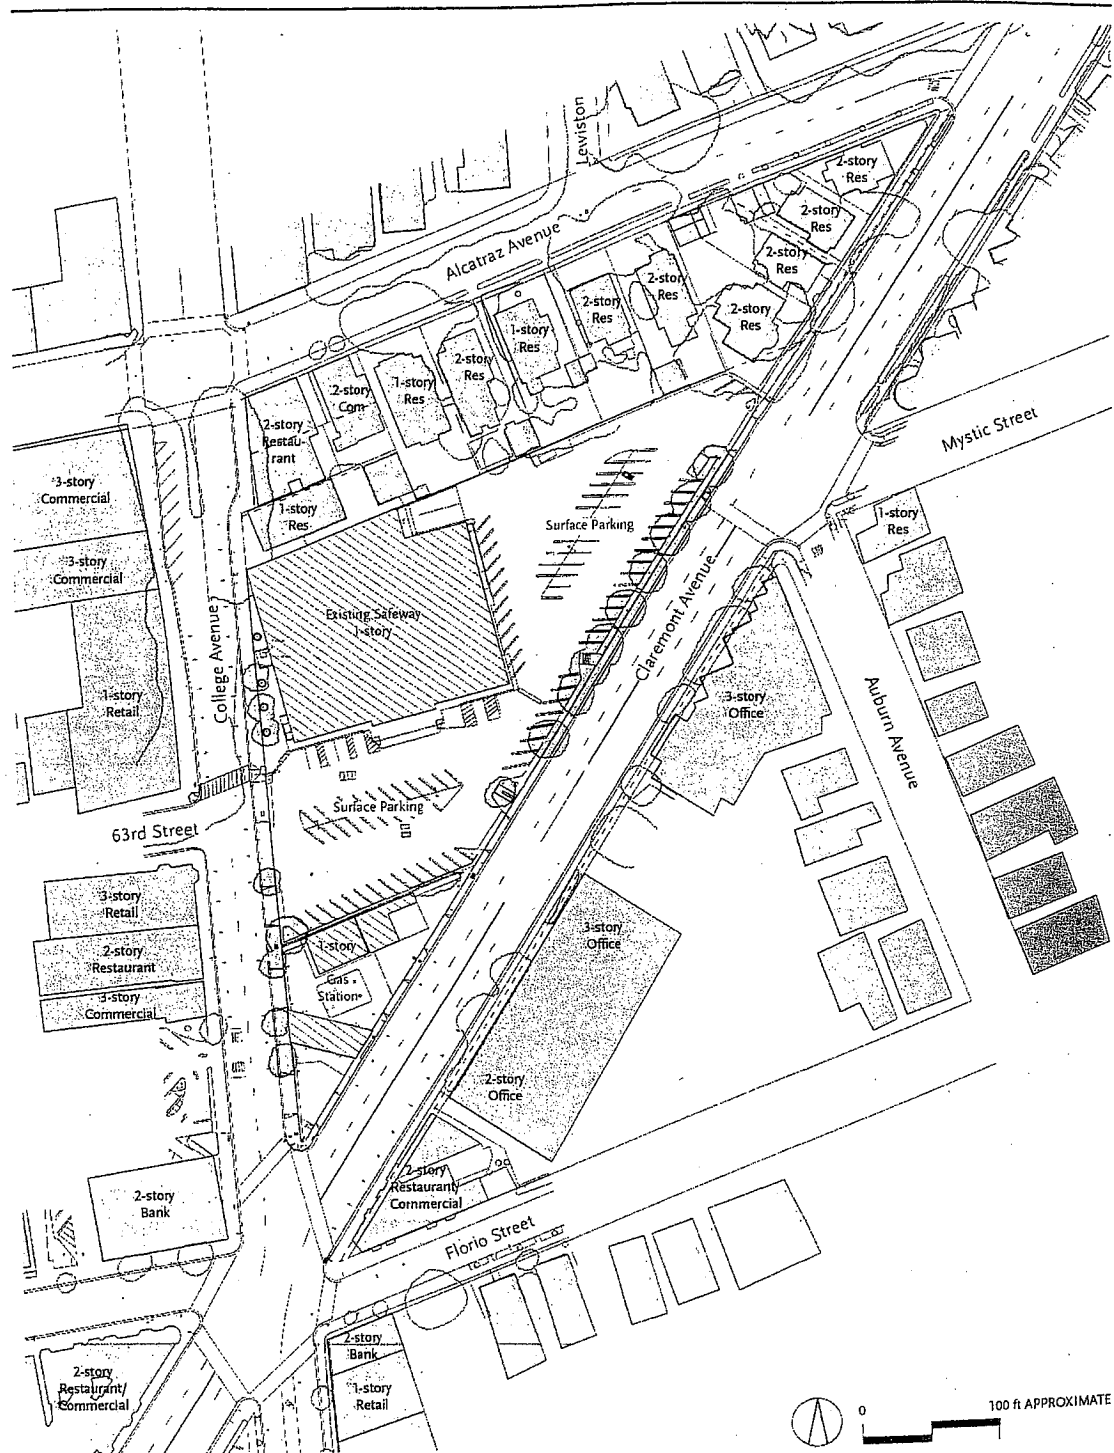 Lewiston
2-story
Res
2-story
Res
Alcatraz Avenue
2-story
Res
2-story
Res
2-story
Res
2-story
Res
1-story
Res
2-story
Res
1-story
Res
2-story
Com
2-story
Restau-
rant
Mystic Street
3-story
Commercial
1-story
Res
1-story
Res
Surface Parking
3-story
Commercial
Existing Safeway
1-story
Claremont Avenue
College Avenue
1-story
Retail
3-story
Office
Auburn Avenue
Surface Parking
63rd Street
3-story
Retail
2-story
Restaurant
3-story
Commercial
1-story
Gas
Station
3-story
Office
2-story
Office
2-story
Restaurant/
Commercial
2-story
Bank
Florio Street
2-story
Bank
2-story
Restaurant/
Commercial
1-story
Retail
0
100 ft APPROXIMATE